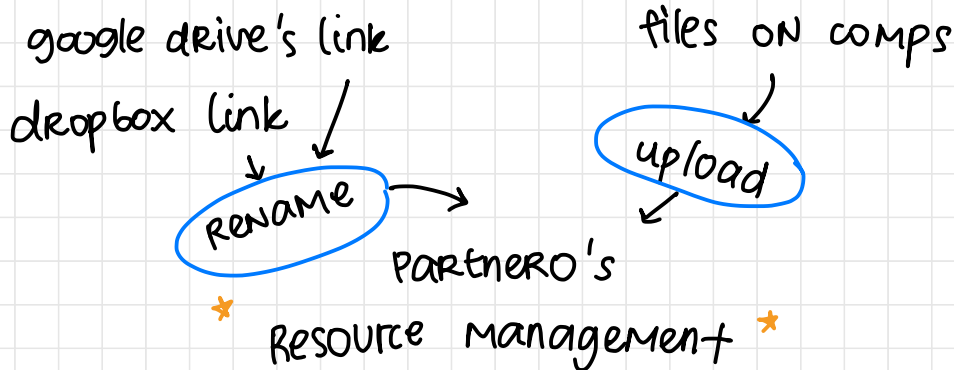 google drive's link
files on comps
dropbox link
upload
Rename
Partnero's
Resource management